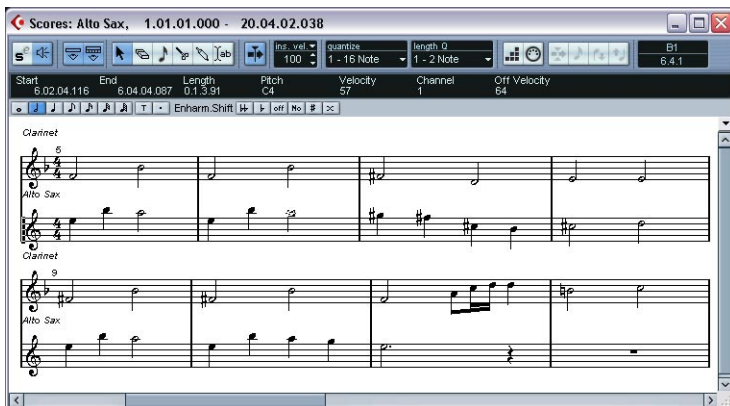 Scores: Alto Sax, 1.01.01.000 - 20.04.02.038
ins. vel. quantize length Q
100 1 - 16 Note 1 - 2 Note B1
6.4.1
Start End Length Pitch Velocity Channel Off Velocity
6.02.04.116 6.04.04.087 0.1.3.91 C4 57 1 64
T Enharm.Shift off No
Clarinet
5
Alto Sax
Clarinet
9
Alto Sax